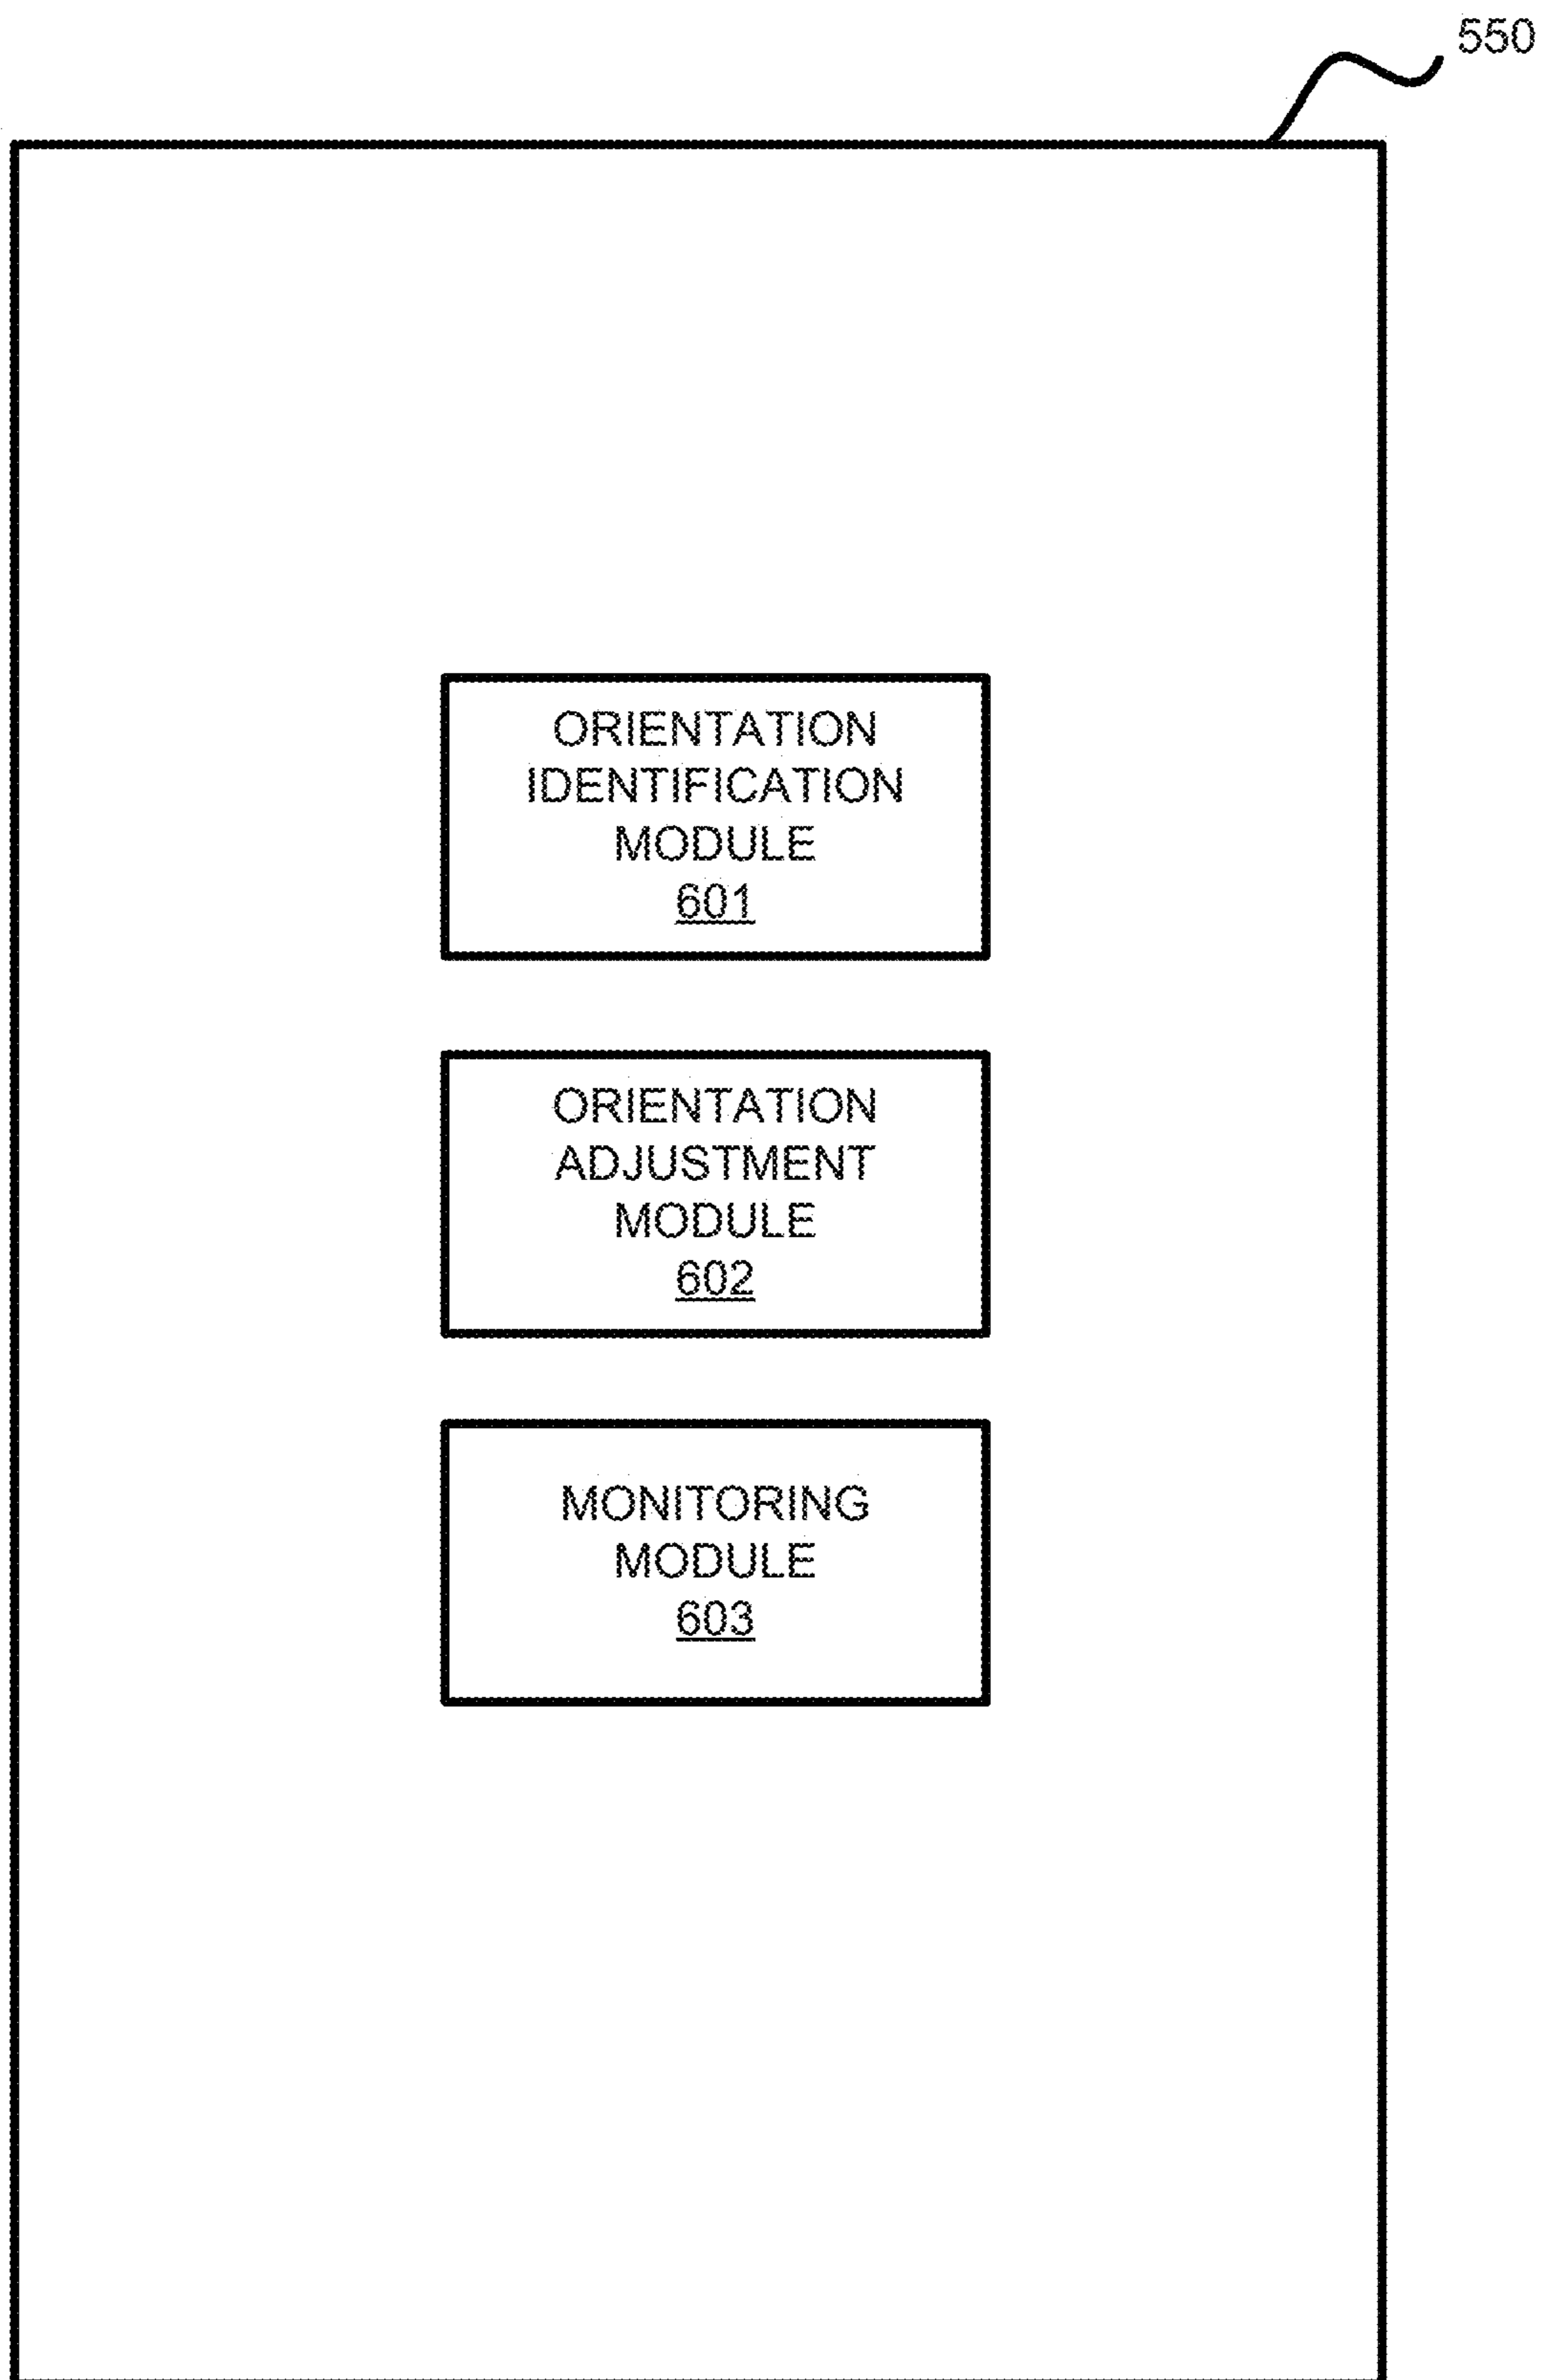 550
ORIENTATION
IDENTIFICATION
MODULE
601
ORIENTATION
ADJUSTMENT
MODULE
602
MONITORING
MODULE
603